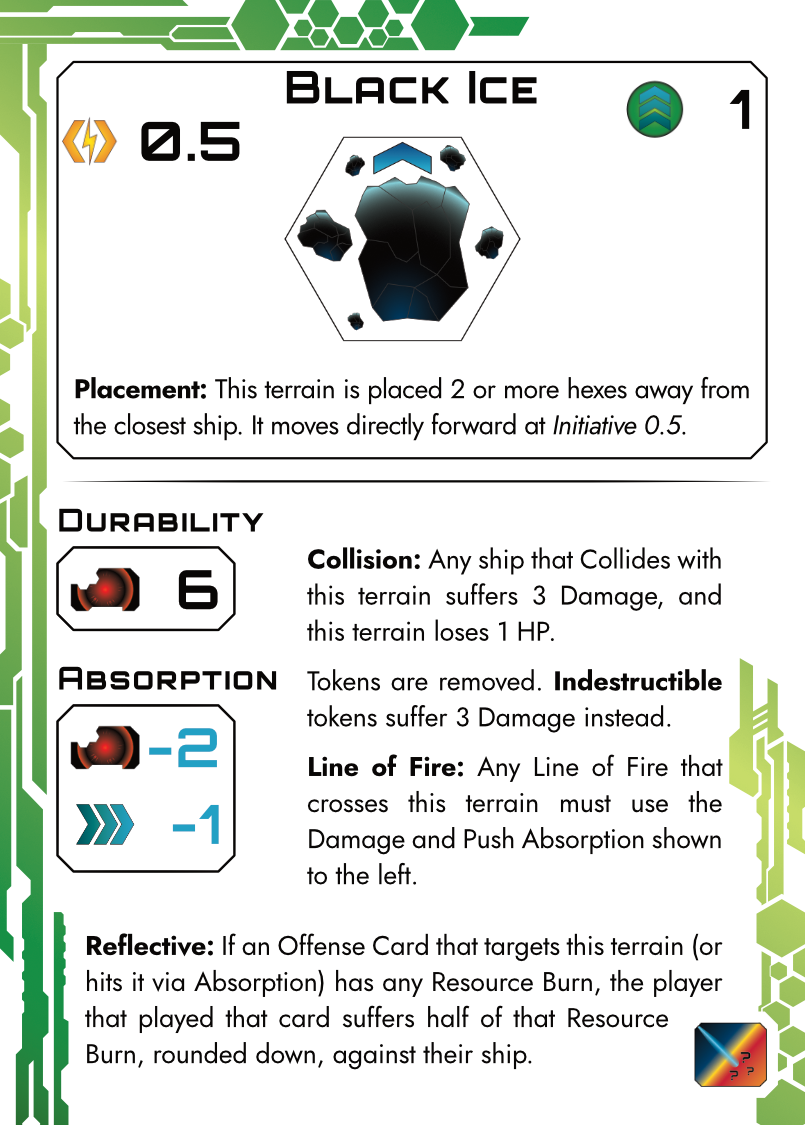 Black Ice
0.5
1
Placement: This terrain is placed 2 or more hexes away from
the closest ship. It moves directly forward at Initiative 0.5.
Durability
6
Collision: Any ship that Collides with
this terrain suffers 3 Damage, and
this terrain loses 1 HP.
Absorption
-2
-1
Tokens are removed. Indestructible
tokens suffer 3 Damage instead.
Line of Fire: Any Line of Fire that
crosses this terrain must use the
Damage and Push Absorption shown
to the left.
Reflective: If an Offense Card that targets this terrain (or
hits it via Absorption) has any Resource Burn, the player
that played that card suffers half of that Resource
Burn, rounded down, against their ship.
? ? ?